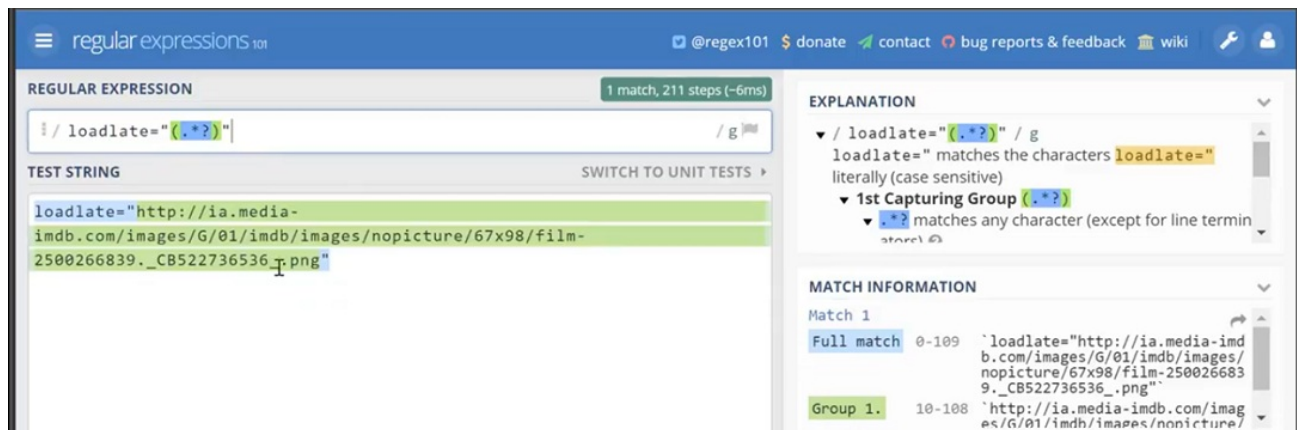 regular expressions 101
@regex101 $ donate contact bug reports & feedback wiki
REGULAR EXPRESSION
1 match, 211 steps (~6ms)
/ loadlate="(.*?)" / g
TEST STRING
SWITCH TO UNIT TESTS
loadlate="http://ia.media-
imdb.com/images/G/01/imdb/images/nopicture/67x98/film-
2500266839._CB522736536_.png"
EXPLANATION
/ loadlate="(.*?)" / g
loadlate=" matches the characters loadlate="
literally (case sensitive)
1st Capturing Group (.*?)
.*? matches any character (except for line termin
ators)
MATCH INFORMATION
Match 1
Full match 0-109 `loadlate="http://ia.media-imd
b.com/images/G/01/imdb/images/
nopicture/67x98/film-250026683
9._CB522736536_.png"`
Group 1. 10-108 `http://ia.media-imdb.com/imag
es/G/01/imdb/images/nopicture/